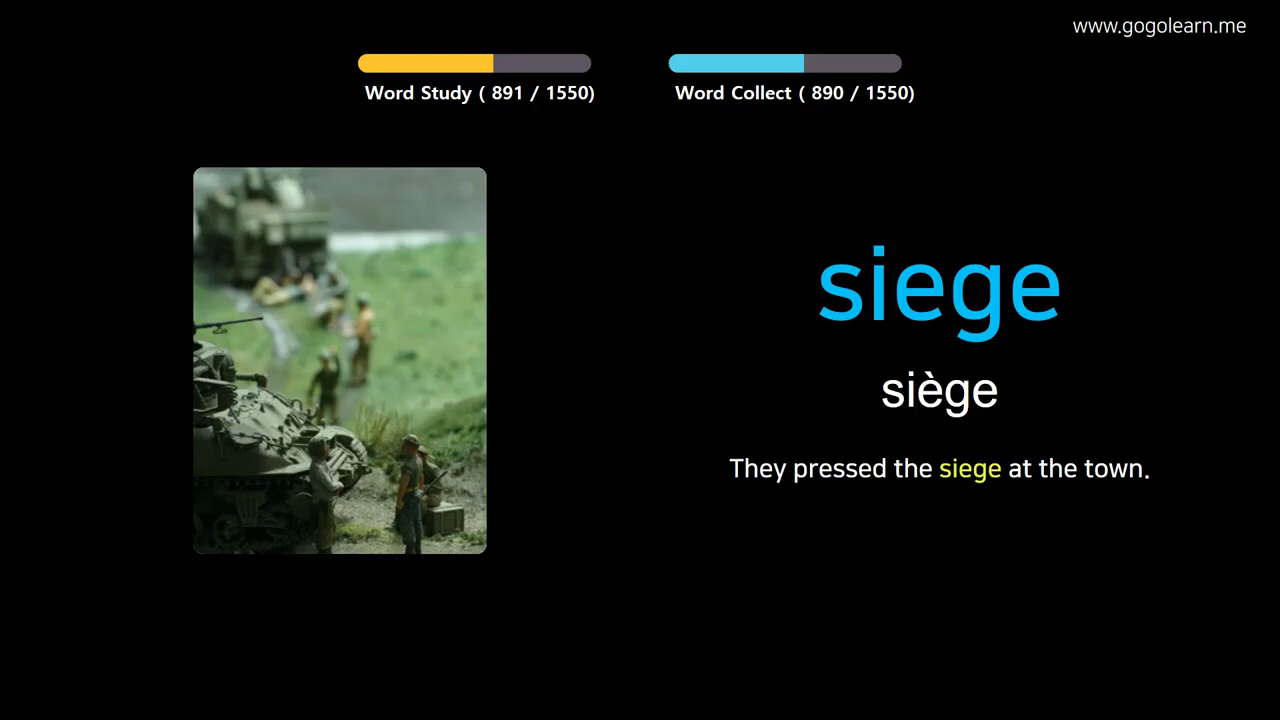 www.gogolearn.me
Word Study ( 891 / 1550)
Word Collect ( 890 / 1550)
siege
siège
They pressed the siege at the town.